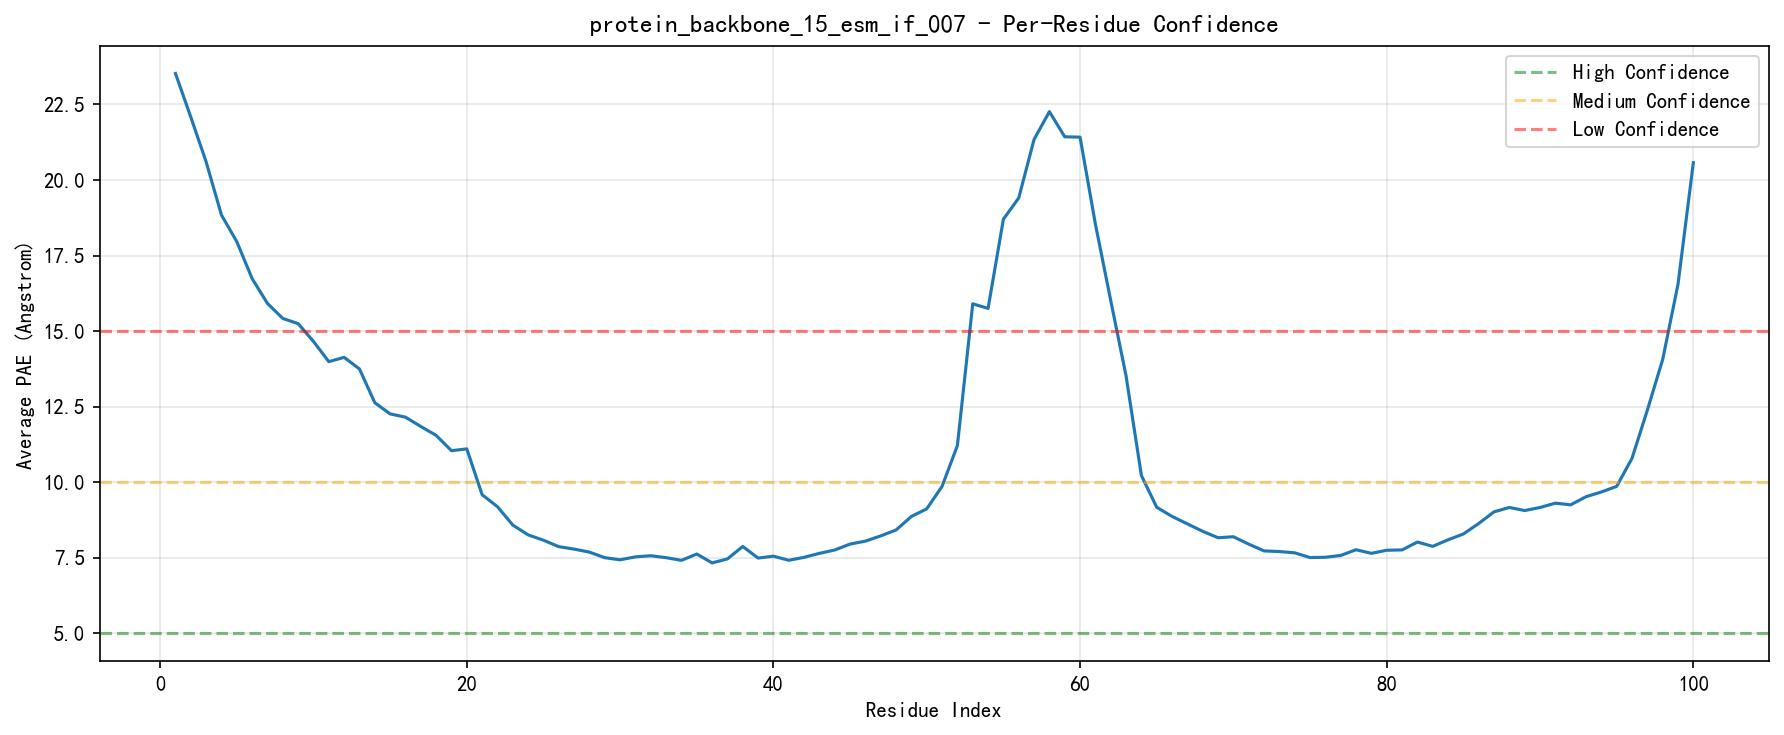 protein_backbone_15_esm_if_007 - Per-Residue Confidence
High Confidence
Medium Confidence
Low Confidence
Average PAE (Angstrom)
22.5
20.0
17.5
15.0
12.5
10.0
7.5
5.0
0 20 40 60 80 100
Residue Index